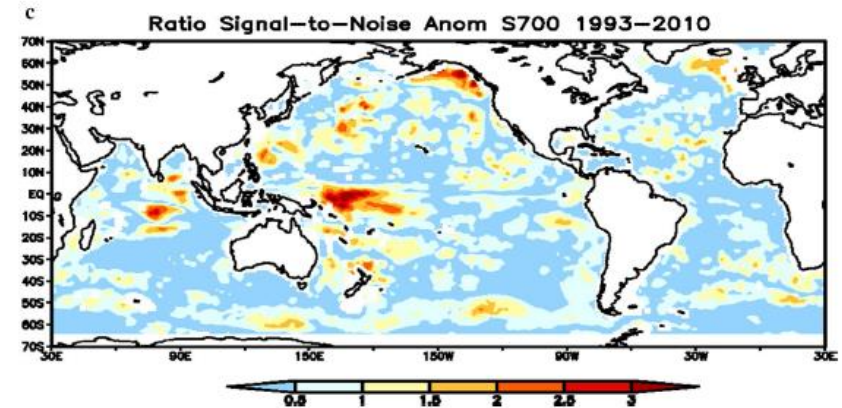 c
Ratio Signal-to-Noise Anom S700 1993-2010
70N
60N
50N
40N
30N
20N
10N
EQ
10S
20S
30S
40S
50S
60S
70S
30E 90E 150E 150W 90W 30W 30E
0.5 1 1.5 2 2.5 3